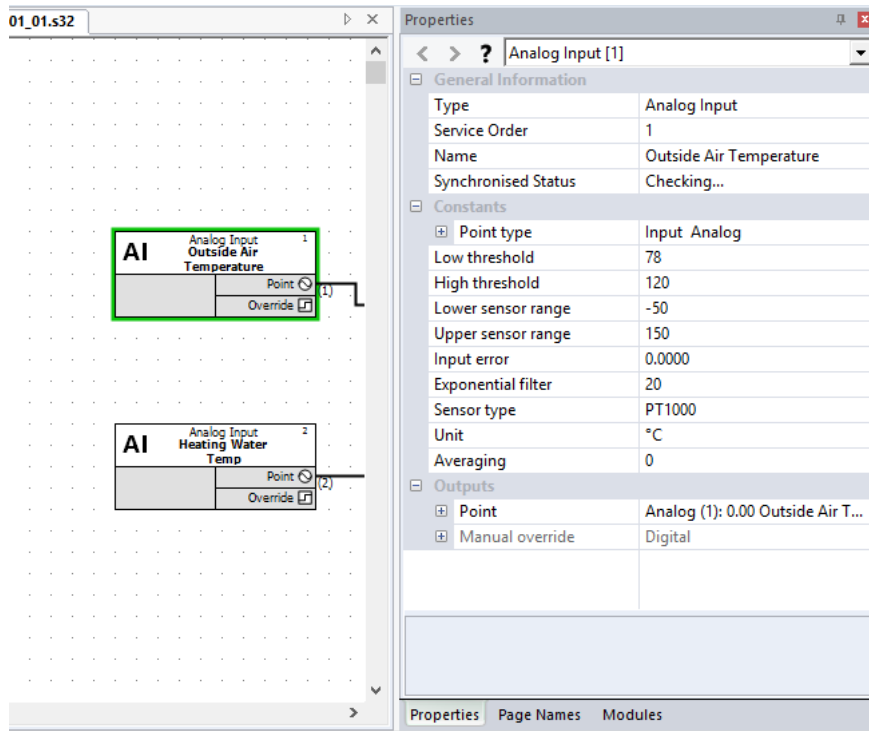 01_01.s32
Analog Input 1
AI Outside Air
Temperature
Point
(1)
Override
Analog Input 2
AI Heating Water
Temp
Point
(2)
Override
Properties
? Analog Input [1]
General Information
Type Analog Input
Service Order 1
Name Outside Air Temperature
Synchronised Status Checking...
Constants
Point type Input Analog
Low threshold 78
High threshold 120
Lower sensor range -50
Upper sensor range 150
Input error 0.0000
Exponential filter 20
Sensor type PT1000
Unit °C
Averaging 0
Outputs
Point Analog (1): 0.00 Outside Air T...
Manual override Digital
Properties Page Names Modules